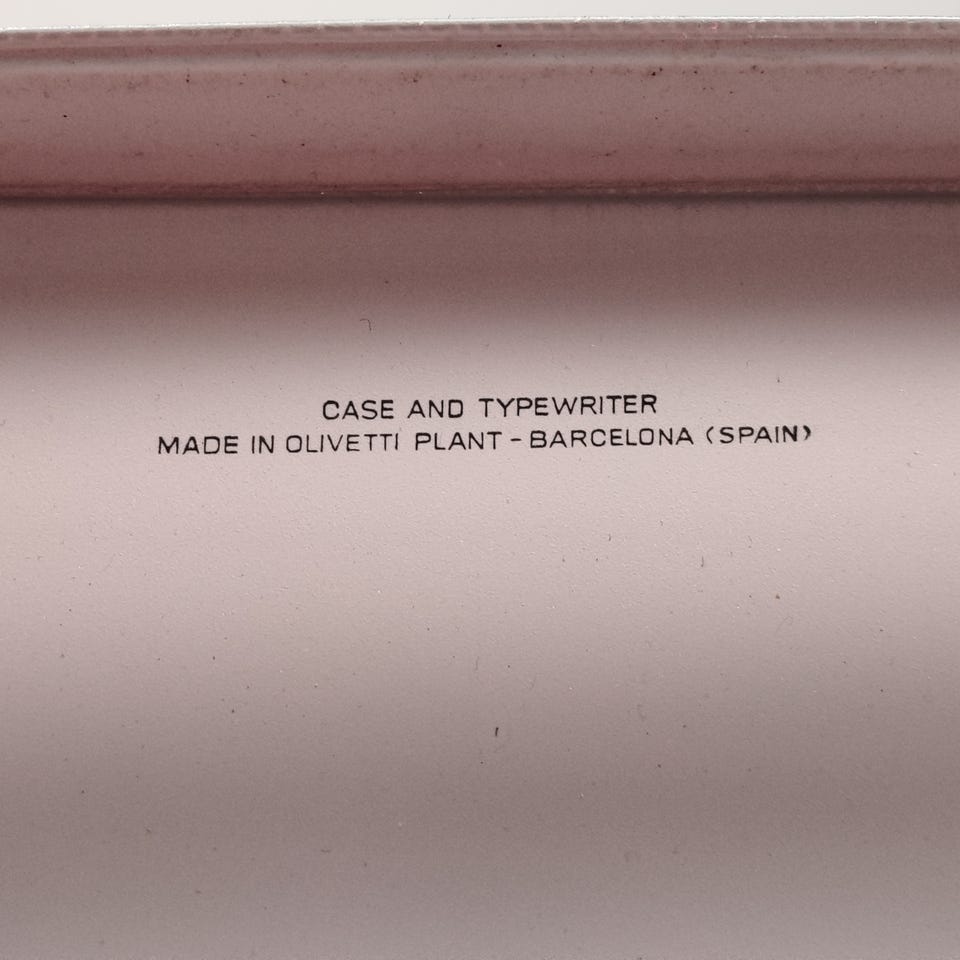 CASE AND TYPEWRITER
MADE IN OLIVETTI PLANT - BARCELONA (SPAIN)